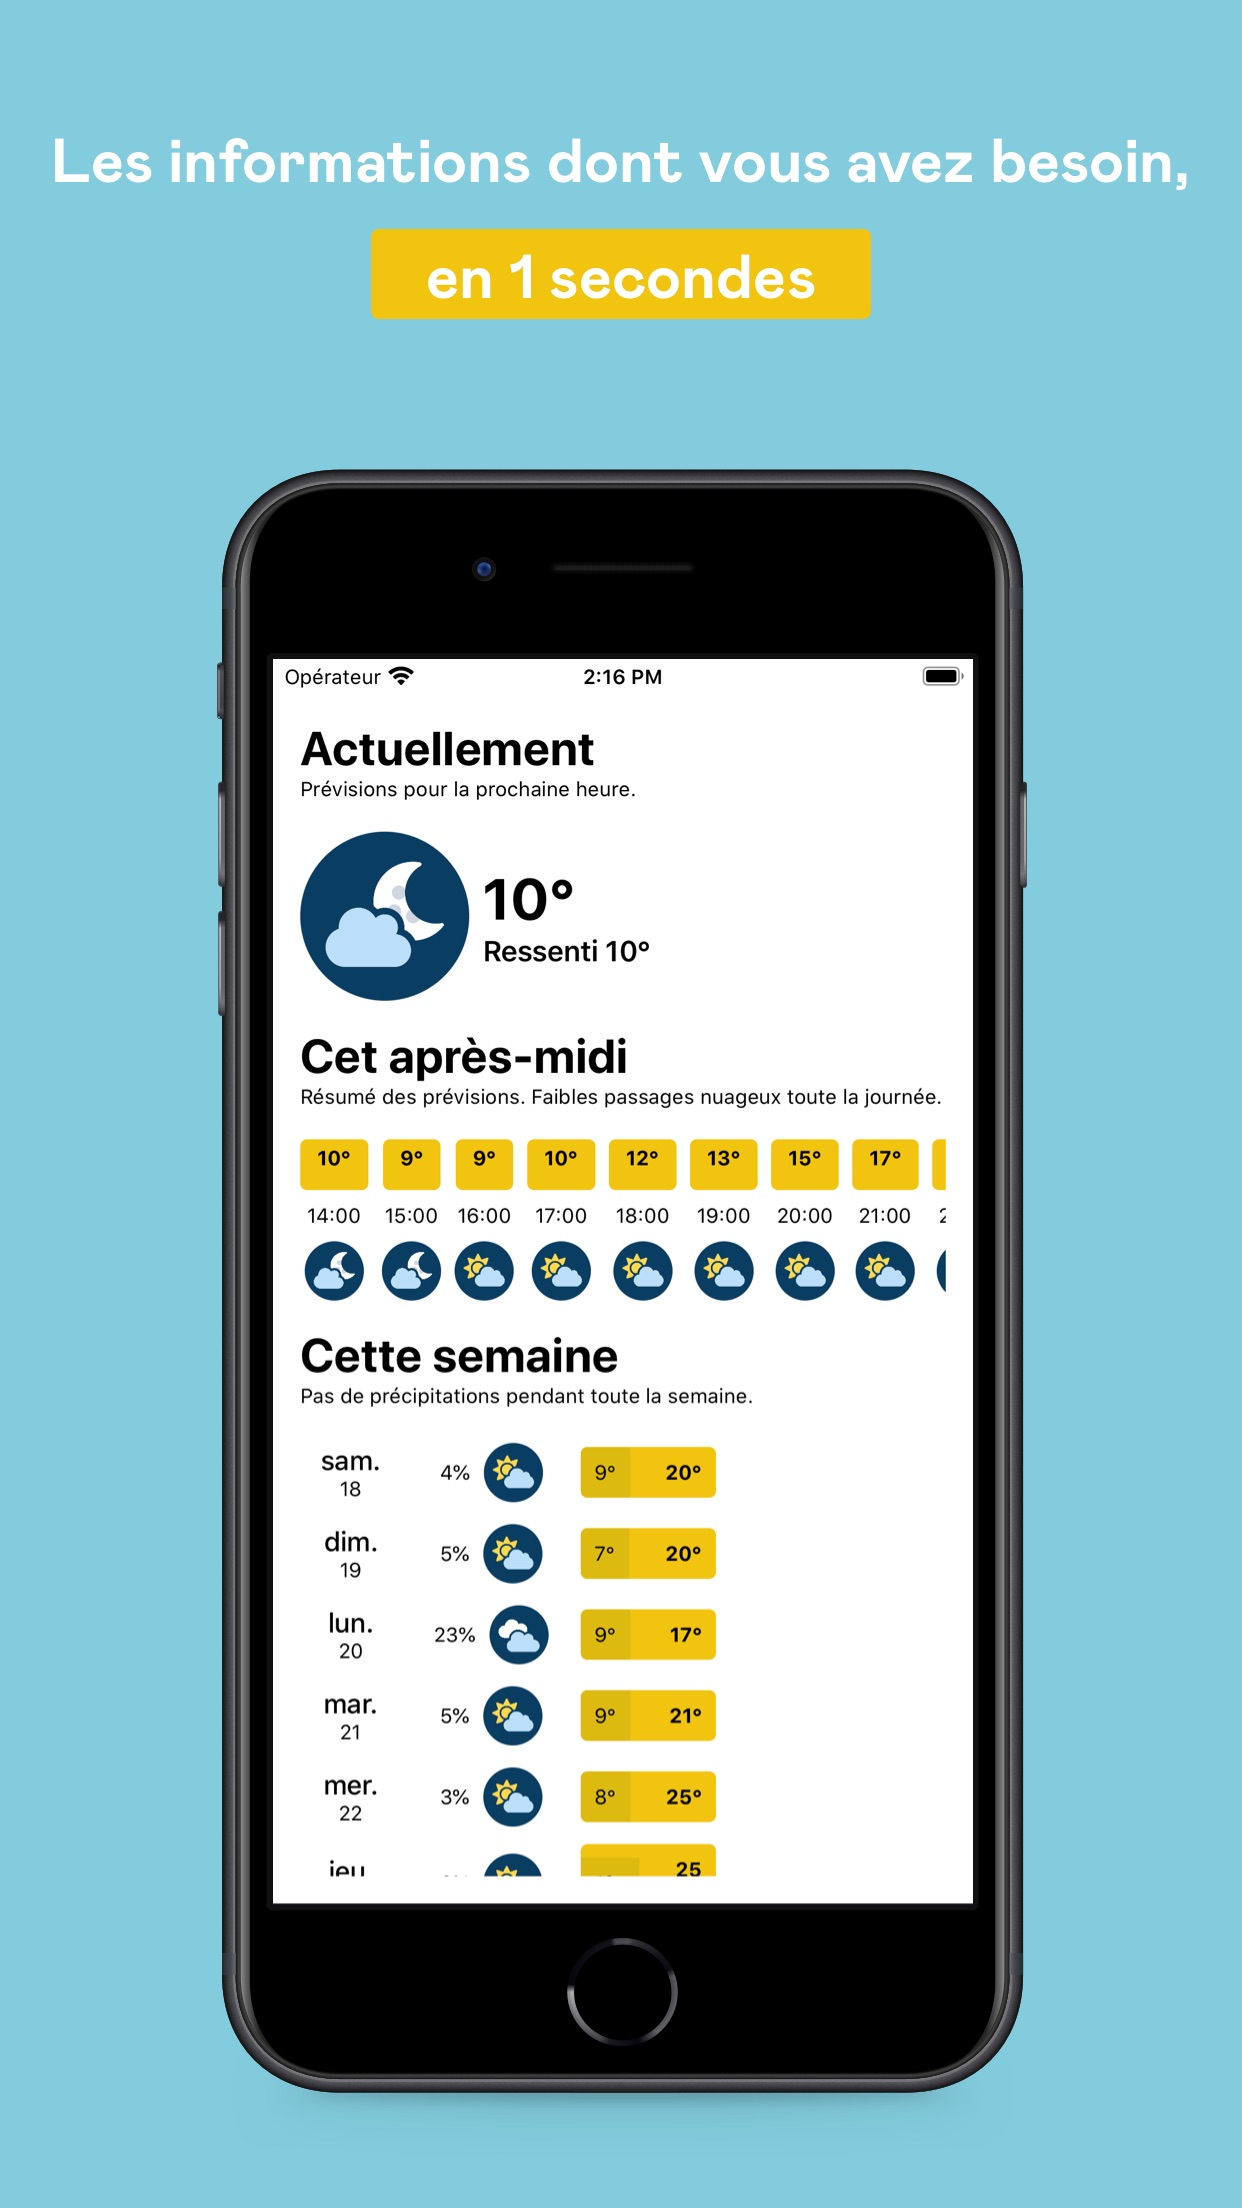 Les informations dont vous avez besoin,
en 1 secondes
Opérateur 2:16 PM
Actuellement
Prévisions pour la prochaine heure.
10°
Ressenti 10°
Cet après-midi
Résumé des prévisions. Faibles passages nuageux toute la journée.
10° 9° 9° 10° 12° 13° 15° 17°
14:00 15:00 16:00 17:00 18:00 19:00 20:00 21:00
Cette semaine
Pas de précipitations pendant toute la semaine.
sam.
18
4% 9° 20°
dim.
19
5% 7° 20°
lun.
20
23% 9° 17°
mar.
21
5% 9° 21°
mer.
22
3% 8° 25°
jeu 25